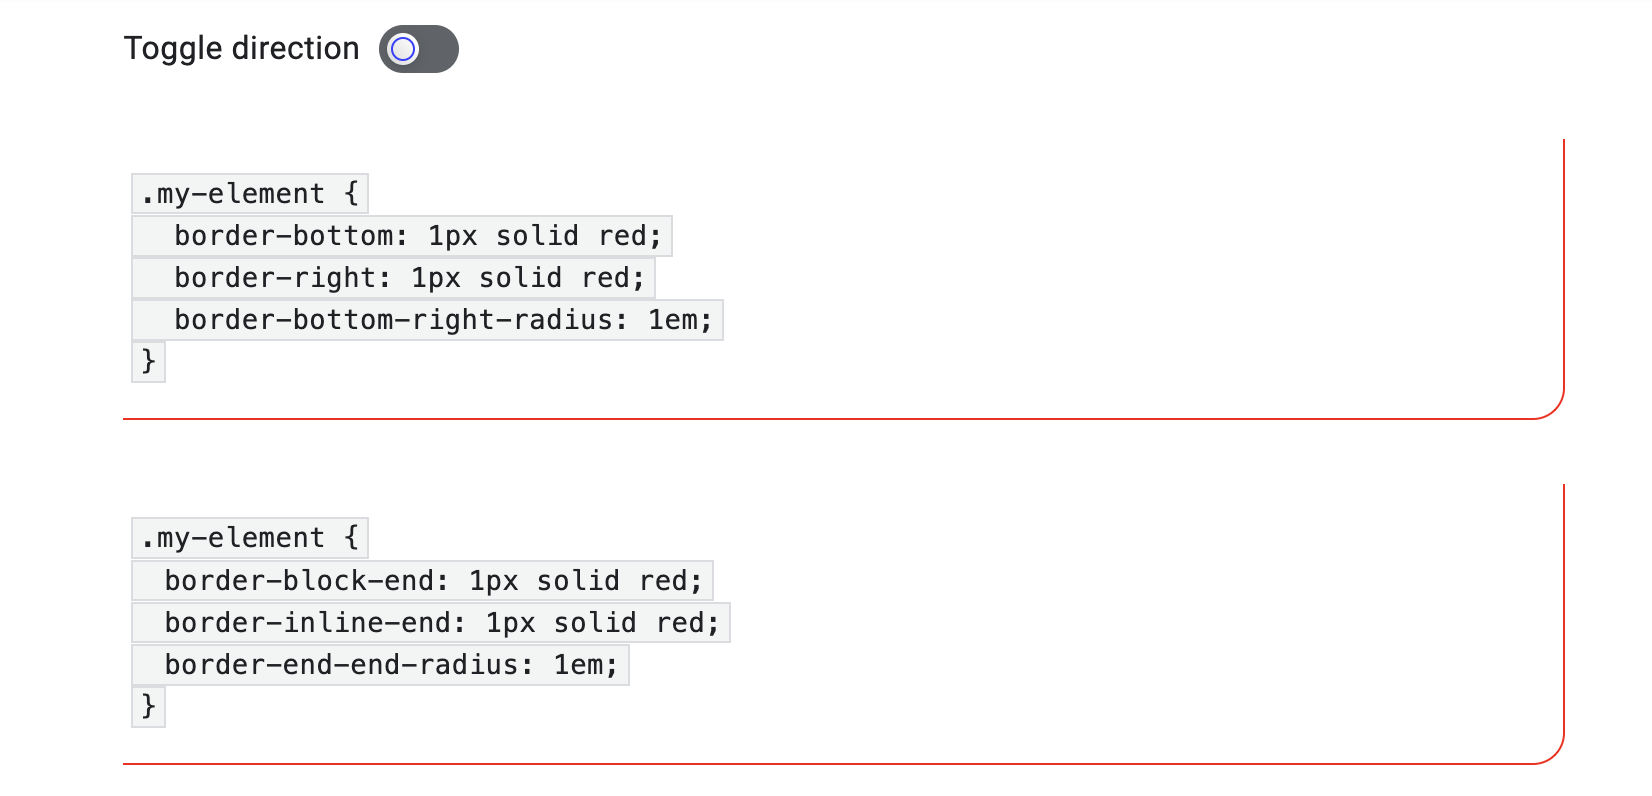 Toggle direction
.my-element {
  border-bottom: 1px solid red;
  border-right: 1px solid red;
  border-bottom-right-radius: 1em;
}
.my-element {
  border-block-end: 1px solid red;
  border-inline-end: 1px solid red;
  border-end-end-radius: 1em;
}